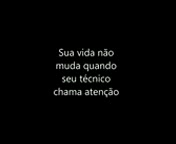 Sua vida não
muda quando
seu técnico
chama atenção